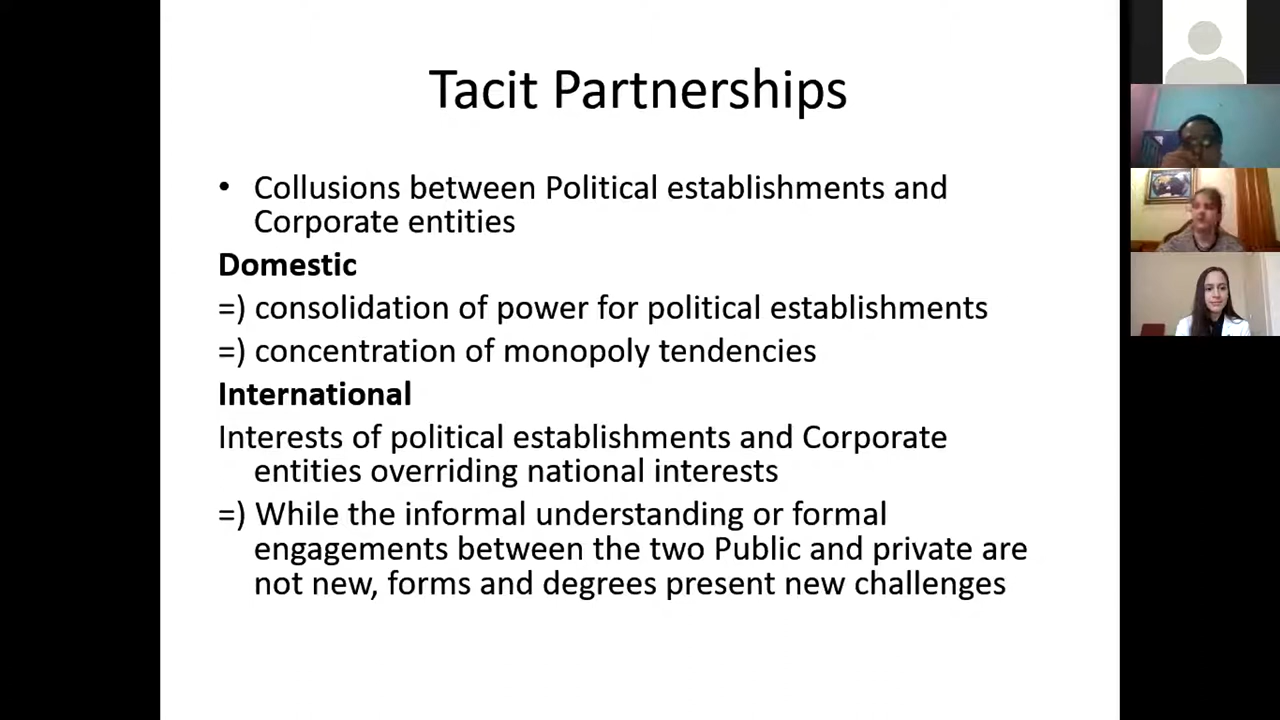 Tacit Partnerships
• Collusions between Political establishments and
Corporate entities
Domestic
=) consolidation of power for political establishments
=) concentration of monopoly tendencies
International
Interests of political establishments and Corporate
entities overriding national interests
=) While the informal understanding or formal
engagements between the two Public and private are
not new, forms and degrees present new challenges